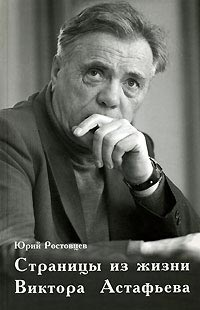 Юрий Ростовцев
Страницы из жизни
Виктора Астафьева